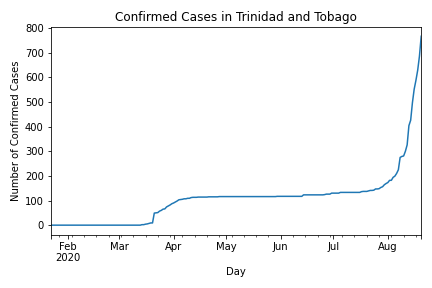 Confirmed Cases in Trinidad and Tobago
Number of Confirmed Cases
800
700
600
500
400
300
200
100
0
Feb Mar Apr May Jun Jul Aug
2020
Day